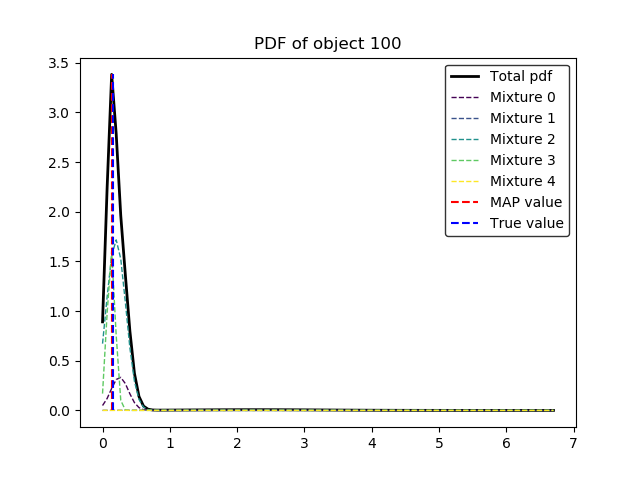 PDF of object 100
3.5
3.0
2.5
2.0
1.5
1.0
0.5
0.0
0 1 2 3 4 5 6 7
Total pdf
Mixture 0
Mixture 1
Mixture 2
Mixture 3
Mixture 4
MAP value
True value